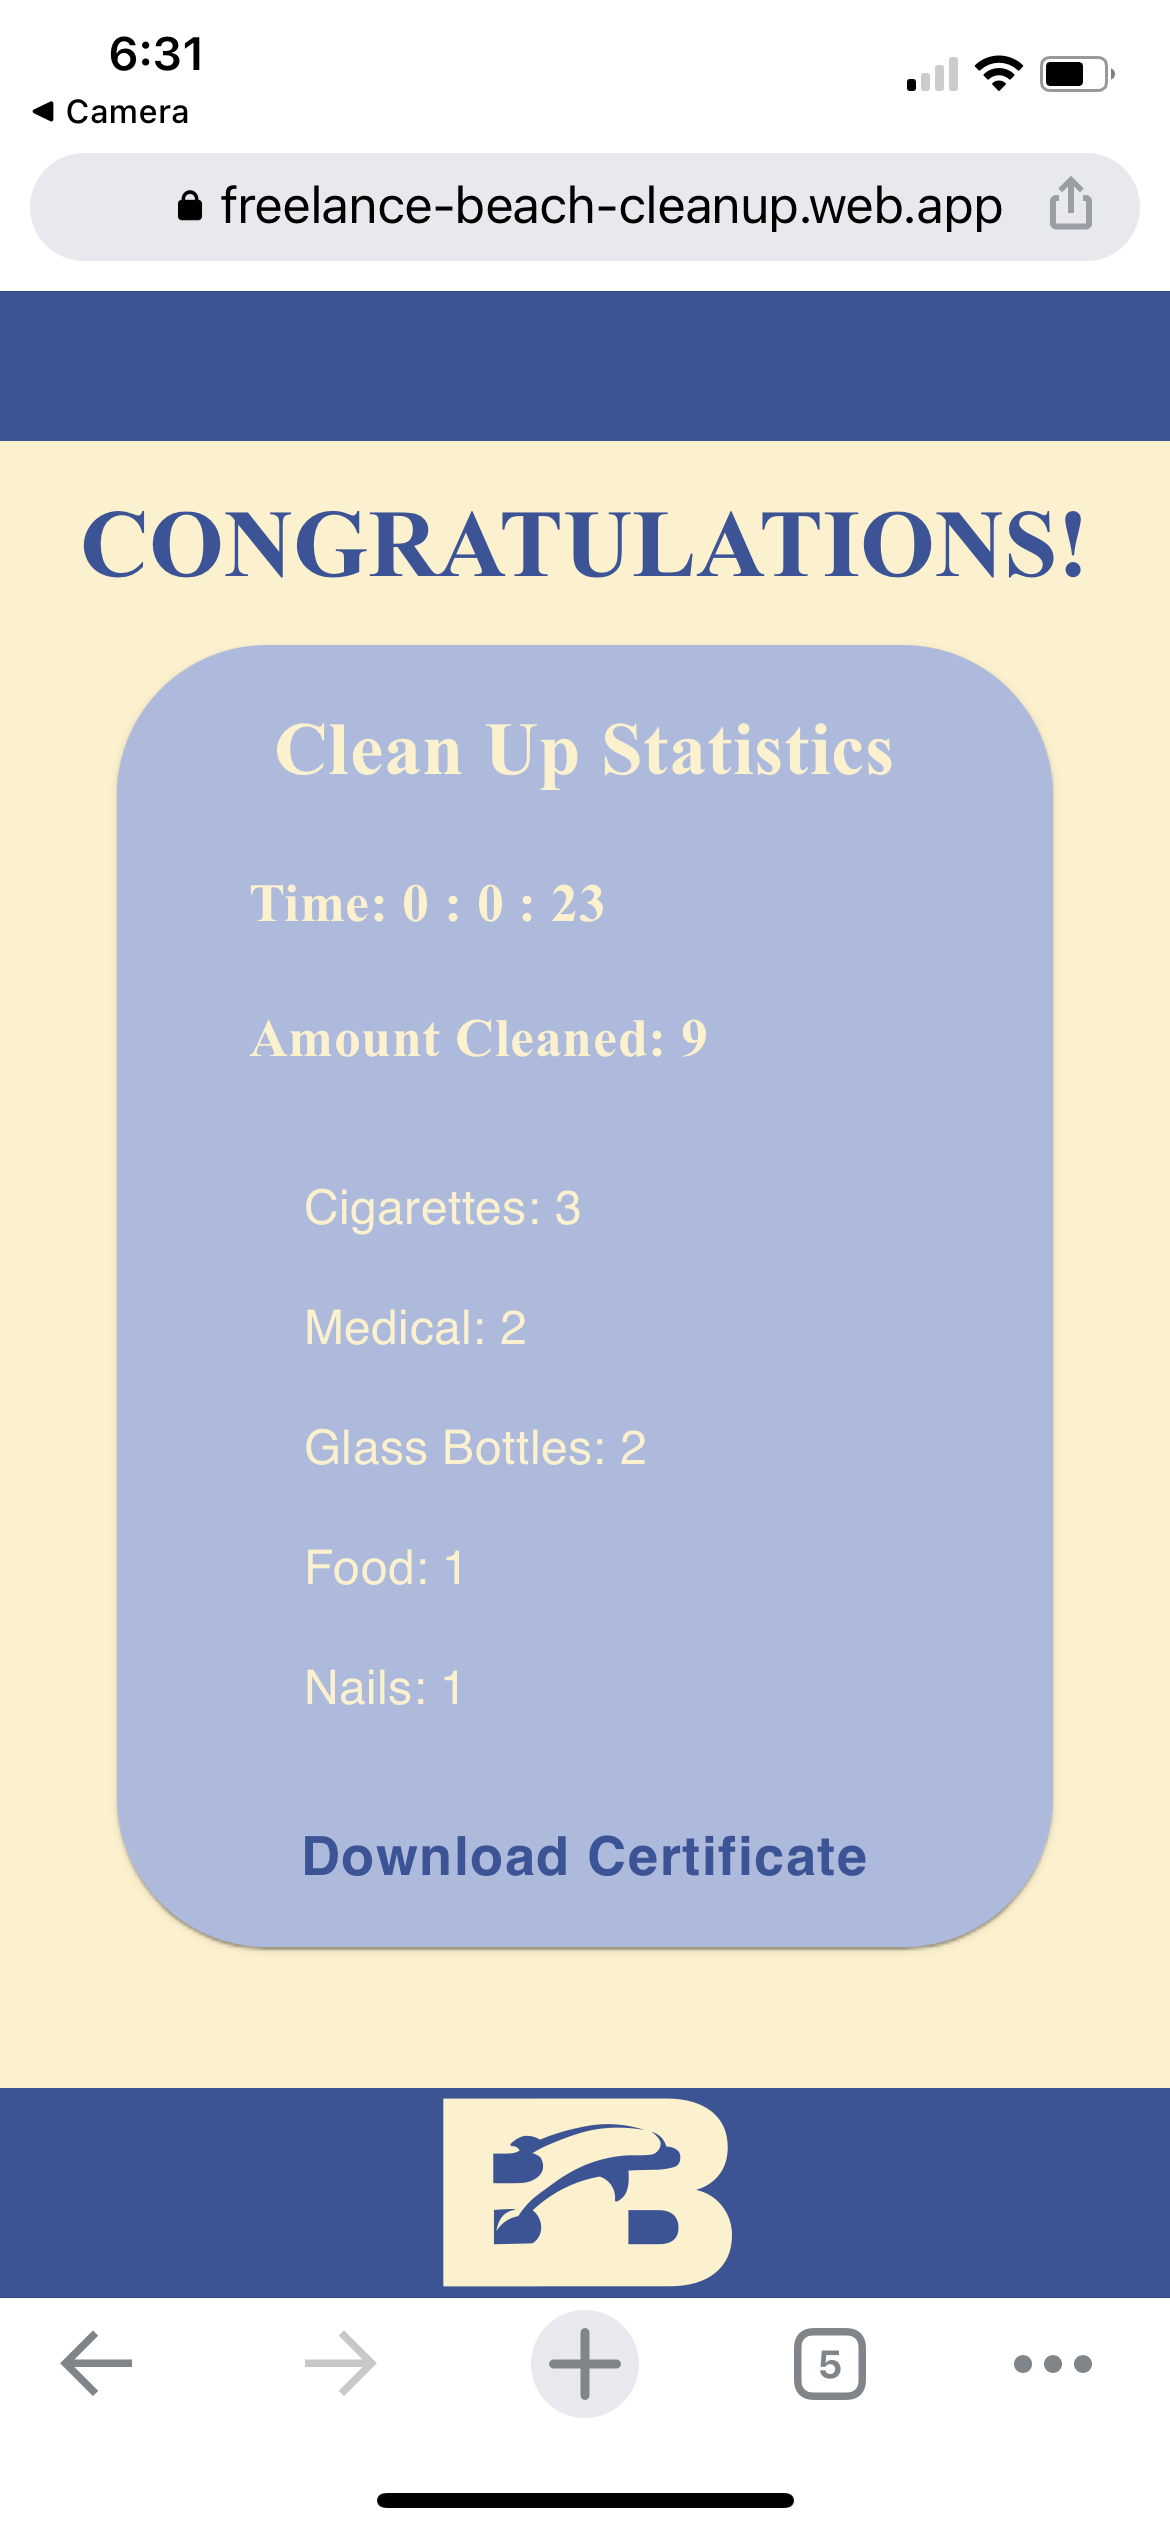 6:31
Camera
freelance-beach-cleanup.web.app
CONGRATULATIONS!
Clean Up Statistics
Time: 0 : 0 : 23
Amount Cleaned: 9
Cigarettes: 3
Medical: 2
Glass Bottles: 2
Food: 1
Nails: 1
Download Certificate
B
5